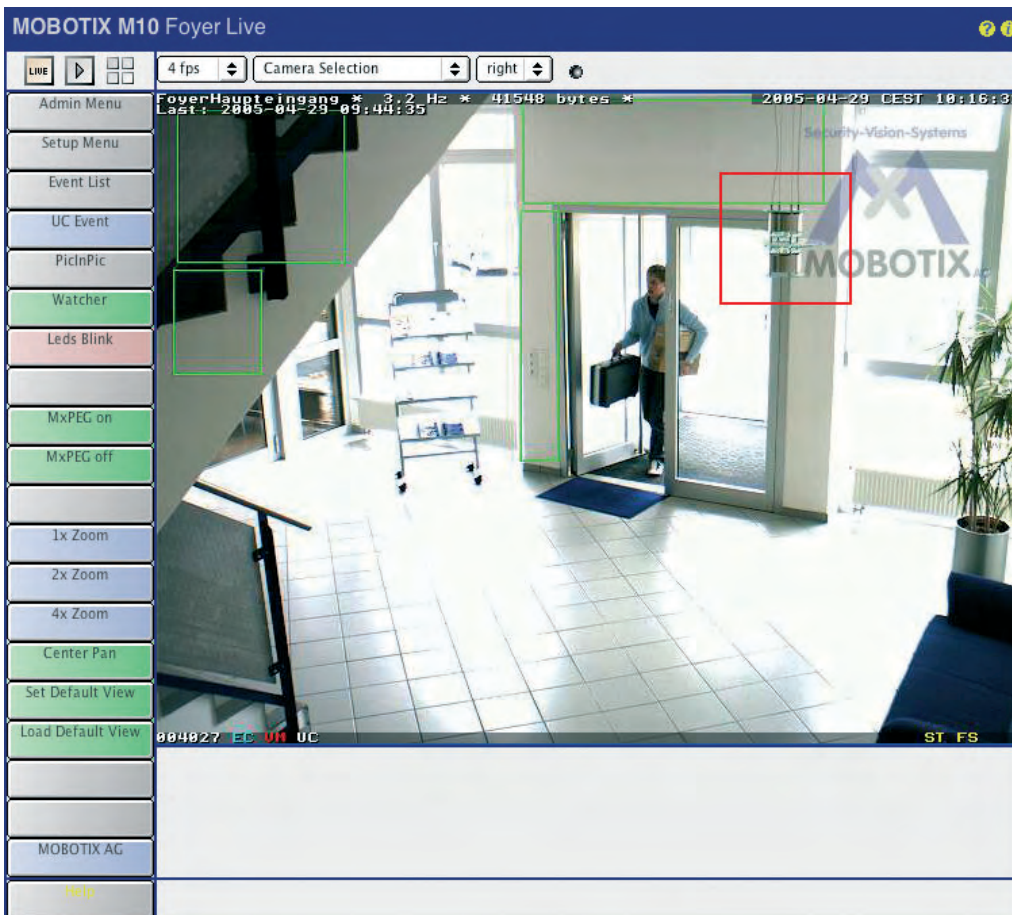 MOBOTIX M10 Foyer Live
LIVE
4 fps
Camera Selection
right
Admin Menu
Setup Menu
Event List
UC Event
PicInPic
Watcher
Leds Blink
MxPEG on
MxPEG off
1x Zoom
2x Zoom
4x Zoom
Center Pan
Set Default View
Load Default View
MOBOTIX AG
Help
FoyerHaupteingang * 3.2 Hz * 41548 bytes * 2005-04-29 CEST 10:16:3
Last: 2005-04-29 09:44:35
Security-Vision-Systems
MOBOTIX AG
004027 EC VM UC
ST FS